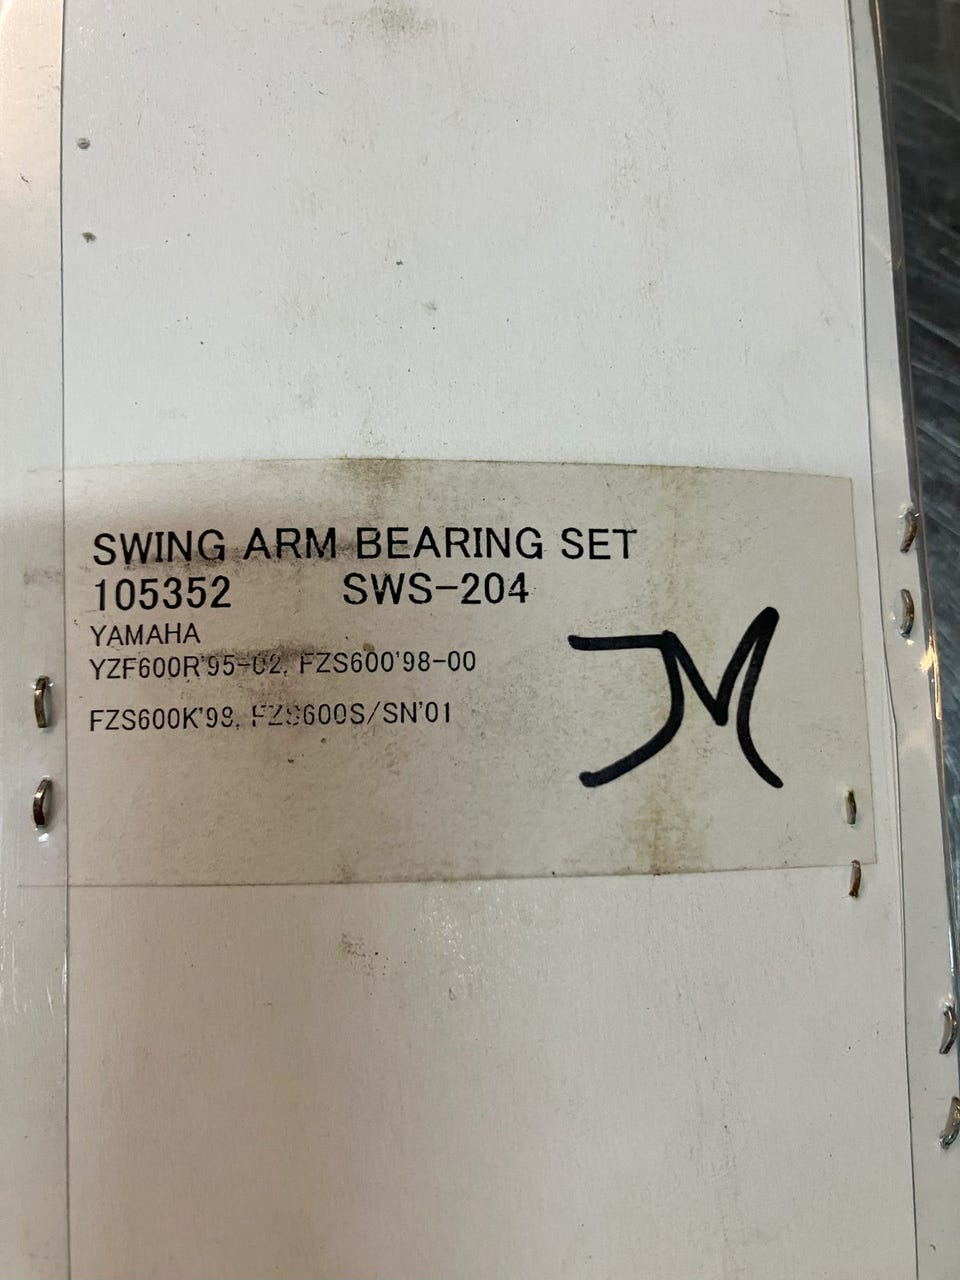 SWING ARM BEARING SET
105352 SWS-204
YAMAHA
YZF600R'95-02, FZS600'98-00
JM
FZS600K'98, FZS600S/SN'01